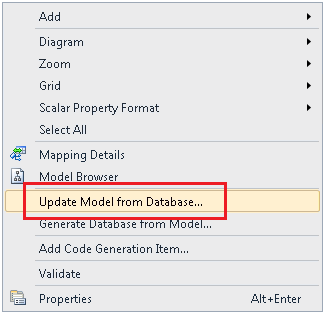 Add
Diagram
Zoom
Grid
Scalar Property Format
Select All
Mapping Details
Model Browser
Update Model from Database...
Generate Database from Model...
Add Code Generation Item...
Validate
Properties Alt+Enter